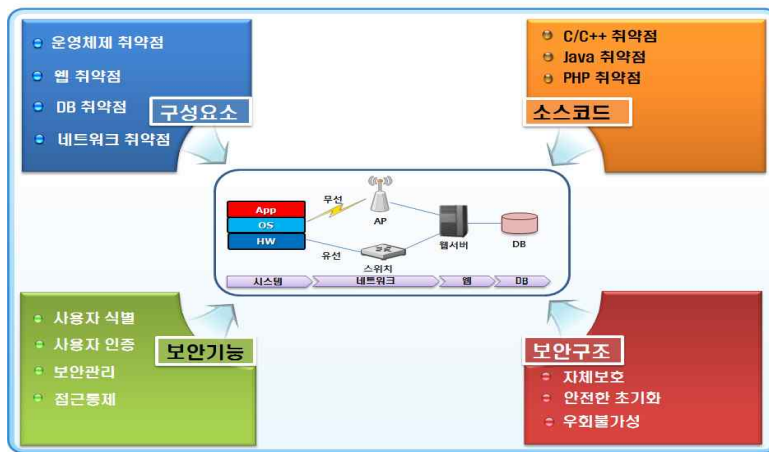 운영체제 취약점
웹 취약점
DB 취약점
네트워크 취약점
구성요소
C/C++ 취약점
Java 취약점
PHP 취약점
소스코드
App
OS
HW
무선
유선
AP
스위치
웹서버
DB
시스템
네트워크
웹
DB
사용자 식별
사용자 인증
보안관리
접근통제
보안기능
보안구조
자체보호
안전한 초기화
우회불가성